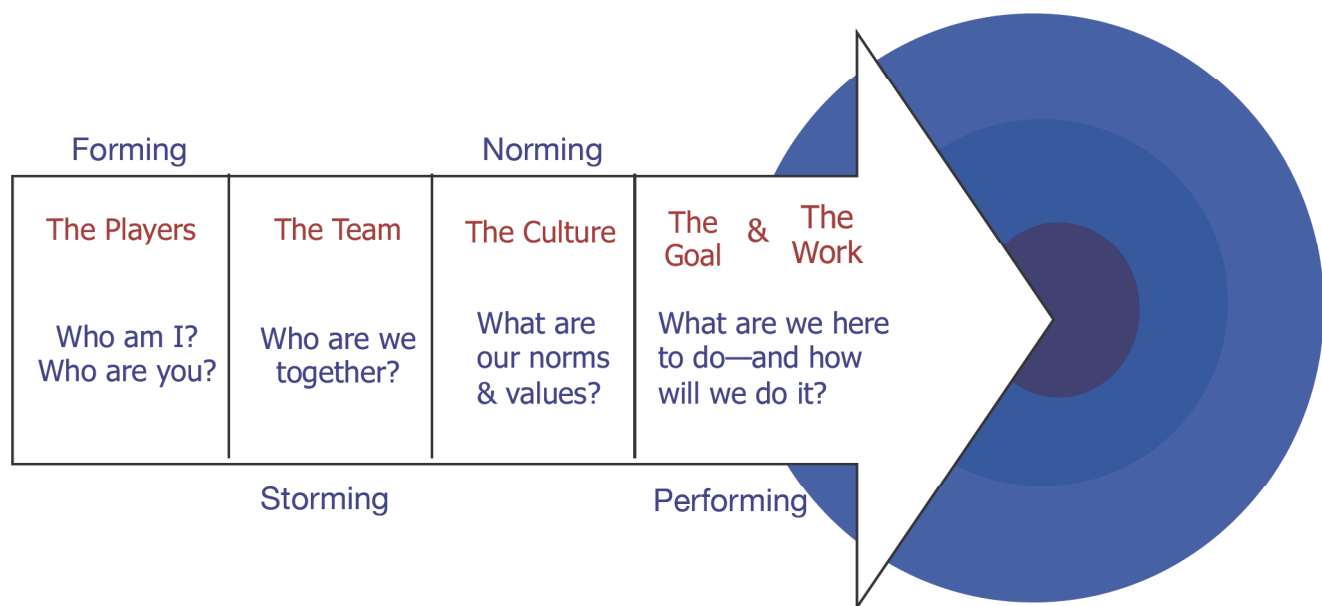 Forming
Norming
The Players
The Team
The Culture
The
Goal
&
The
Work
Who am I?
Who are you?
Who are we
together?
What are
our norms
& values?
What are we here
to do—and how
will we do it?
Storming
Performing